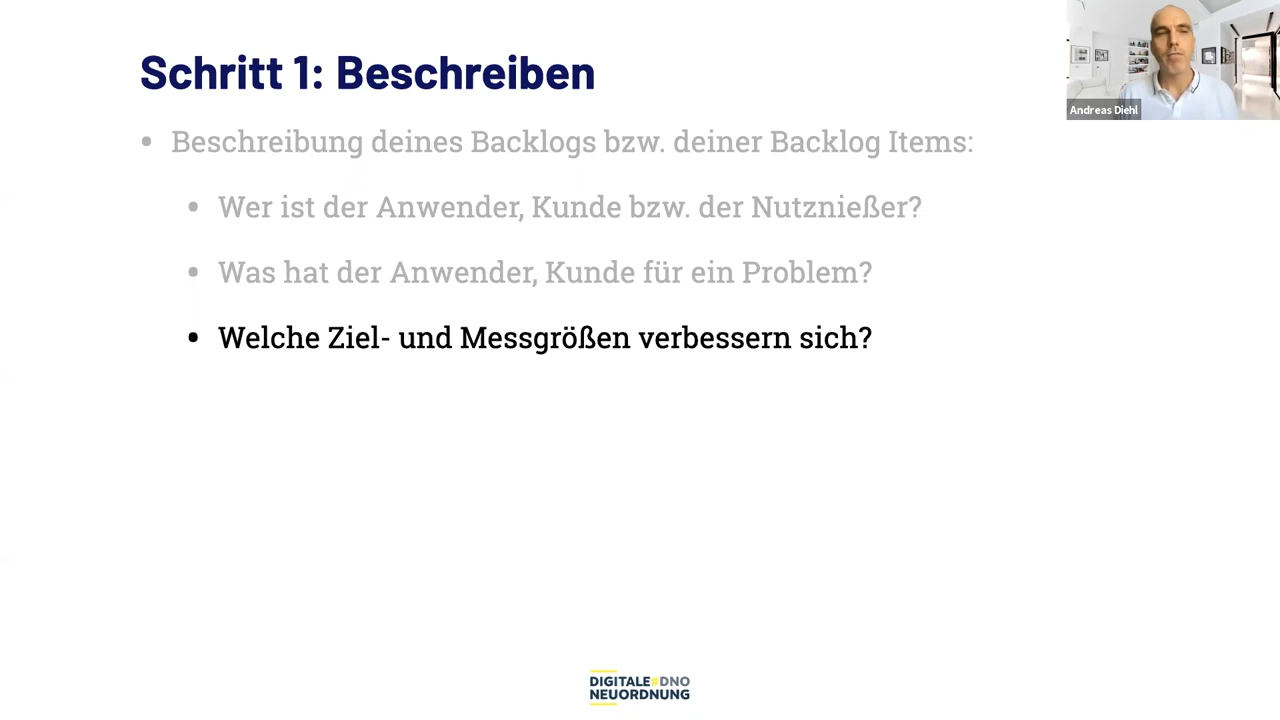 Schritt 1: Beschreiben
Andreas Diehl
• Beschreibung deines Backlogs bzw. deiner Backlog Items:
• Wer ist der Anwender, Kunde bzw. der Nutznießer?
• Was hat der Anwender, Kunde für ein Problem?
• Welche Ziel- und Messgrößen verbessern sich?
DIGITALE#DNO
NEUORDNUNG